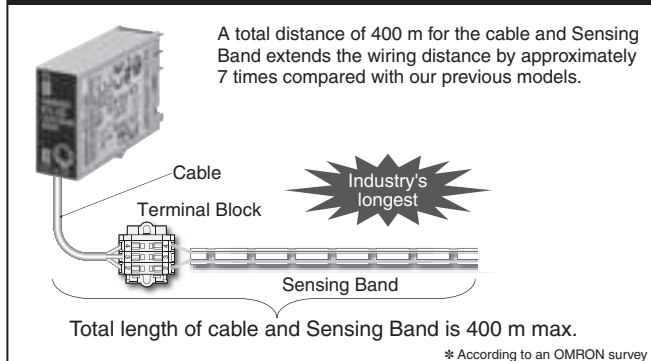 A total distance of 400 m for the cable and Sensing
Band extends the wiring distance by approximately
7 times compared with our previous models.
Cable
Industry's
longest
Terminal Block
Sensing Band
Total length of cable and Sensing Band is 400 m max.
✽ According to an OMRON survey